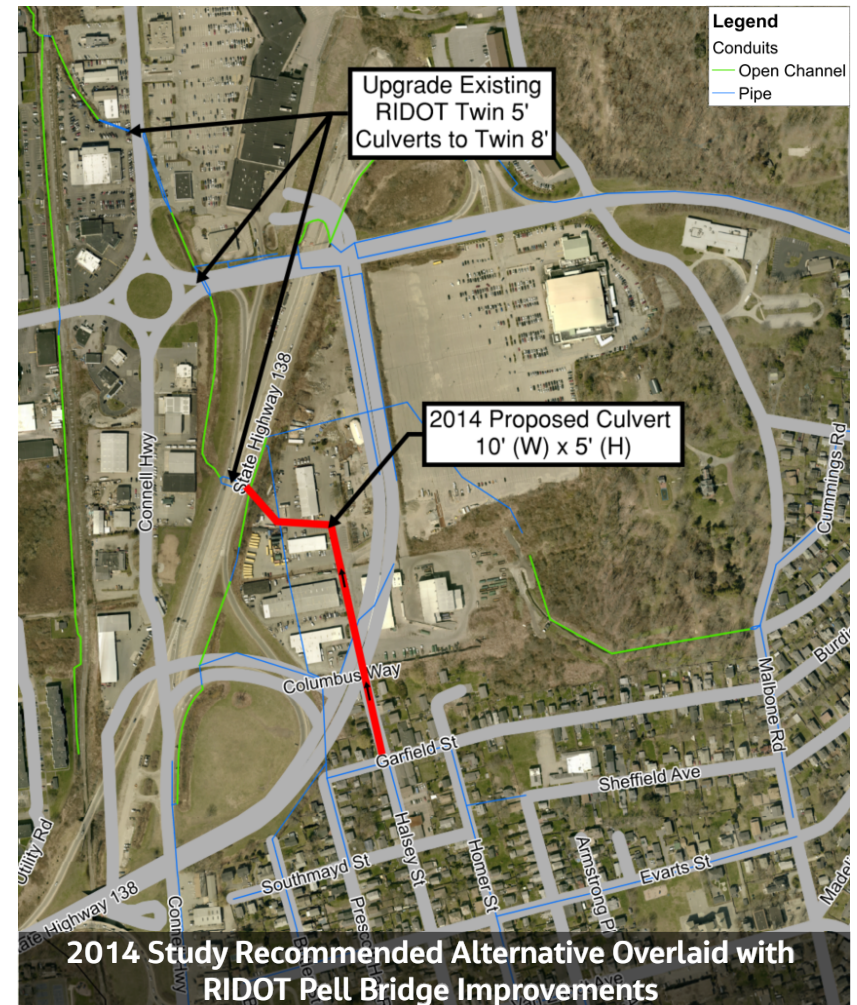 Legend
Conduits
Open Channel
Pipe
Upgrade Existing
RIDOT Twin 5'
Culverts to Twin 8'
State Highway 138
2014 Proposed Culvert
10' (W) x 5' (H)
Connell Hwy
Cummings Rd
Columbus Way
Malbone Rd
Garfield St
Sheffield Ave
Halsey St
Homer St
Armstrong
Southmayd St
Evarts St
Utility Rd
Highway 138
2014 Study Recommended Alternative Overlaid with
RIDOT Pell Bridge Improvements